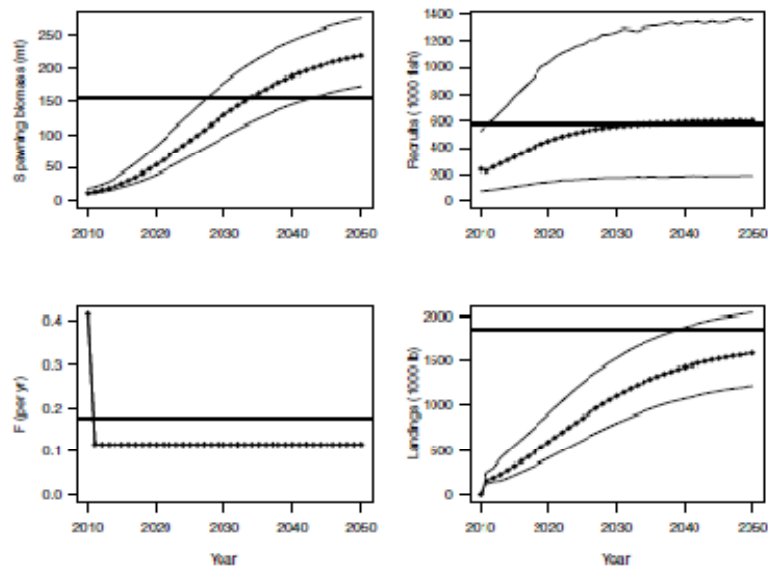 Spawning biomass (mt)
250
200
150
100
50
0
2010 2020 2030 2040 2050
Recruits (1000 fish)
1400
1200
1000
800
600
400
200
0
2010 2020 2030 2040 2050
F (per yr)
0.4
0.3
0.2
0.1
0.0
2010 2020 2030 2040 2050
Year
Landings (1000 lb)
2000
1500
1000
500
0
2010 2020 2030 2040 2050
Year